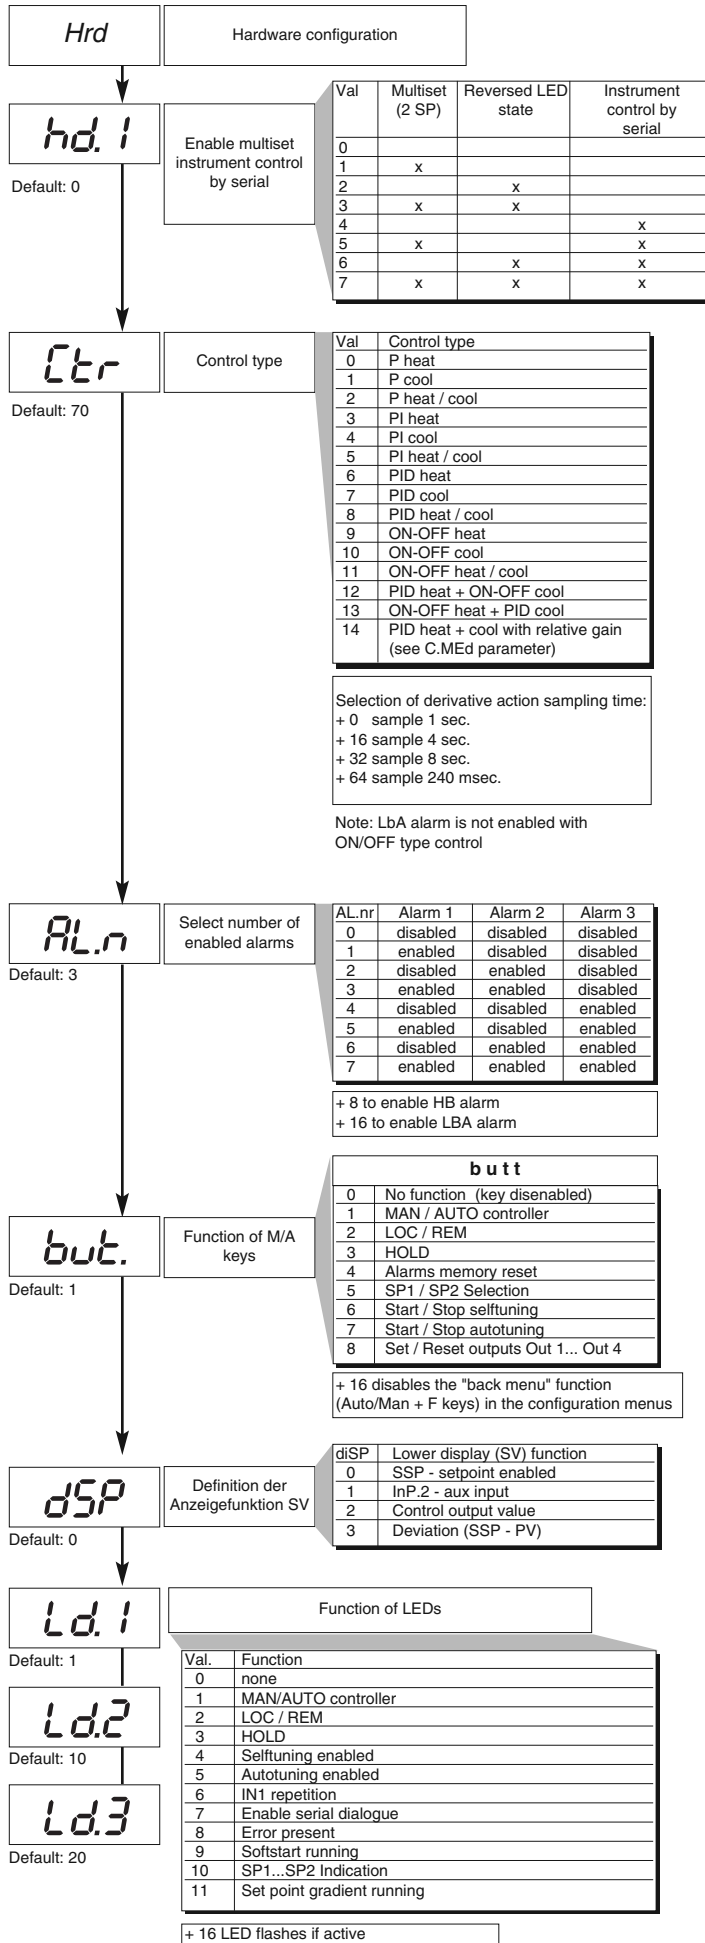 Hrd
Hardware configuration
hd. 1
Default: 0
Enable multiset
instrument control
by serial
Val Multiset (2 SP) Reversed LED state Instrument control by serial
0
1 x
2 x
3 x x
4 x
5 x x
6 x x
7 x x x
Ctr
Default: 70
Control type
Val Control type
0 P heat
1 P cool
2 P heat / cool
3 PI heat
4 PI cool
5 PI heat / cool
6 PID heat
7 PID cool
8 PID heat / cool
9 ON-OFF heat
10 ON-OFF cool
11 ON-OFF heat / cool
12 PID heat + ON-OFF cool
13 ON-OFF heat + PID cool
14 PID heat + cool with relative gain
(see C.MEd parameter)
Selection of derivative action sampling time:
+ 0 sample 1 sec.
+ 16 sample 4 sec.
+ 32 sample 8 sec.
+ 64 sample 240 msec.
Note: LbA alarm is not enabled with
ON/OFF type control
AL.n
Default: 3
Select number of
enabled alarms
AL.nr Alarm 1 Alarm 2 Alarm 3
0 disabled disabled disabled
1 enabled disabled disabled
2 disabled enabled disabled
3 enabled enabled disabled
4 disabled disabled enabled
5 enabled disabled enabled
6 disabled enabled enabled
7 enabled enabled enabled
+ 8 to enable HB alarm
+ 16 to enable LBA alarm
but.
Default: 1
Function of M/A
keys
b u t t
0 No function (key disenabled)
1 MAN / AUTO controller
2 LOC / REM
3 HOLD
4 Alarms memory reset
5 SP1 / SP2 Selection
6 Start / Stop selftuning
7 Start / Stop autotuning
8 Set / Reset outputs Out 1... Out 4
+ 16 disables the "back menu" function
(Auto/Man + F keys) in the configuration menus
dSP
Default: 0
Definition der
Anzeigefunktion SV
diSP Lower display (SV) function
0 SSP - setpoint enabled
1 InP.2 - aux input
2 Control output value
3 Deviation (SSP - PV)
Ld. 1
Default: 1
Ld.2
Default: 10
Ld.3
Default: 20
Function of LEDs
Val. Function
0 none
1 MAN/AUTO controller
2 LOC / REM
3 HOLD
4 Selftuning enabled
5 Autotuning enabled
6 IN1 repetition
7 Enable serial dialogue
8 Error present
9 Softstart running
10 SP1...SP2 Indication
11 Set point gradient running
+ 16 LED flashes if active